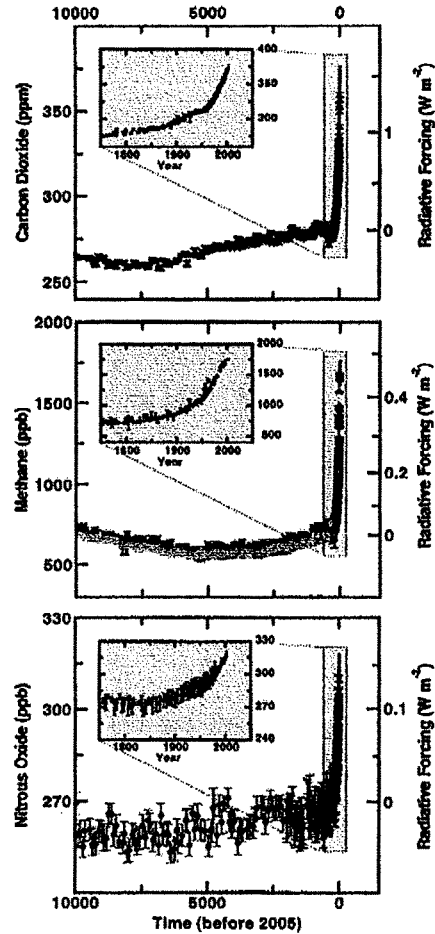 10000 5000 0
Carbon Dioxide (ppm)
350
300
250
400
350
300
1800 1900 2000
Year
1
0
Radiative Forcing (W m⁻²)
Methane (ppb)
2000
1500
1000
500
2000
1500
1000
500
1800 1900 2000
Year
0.4
0.2
0
Radiative Forcing (W m⁻²)
Nitrous Oxide (ppb)
330
300
270
330
300
270
240
1800 1900 2000
Year
0.1
0
Radiative Forcing (W m⁻²)
10000 5000 0
Time (before 2005)